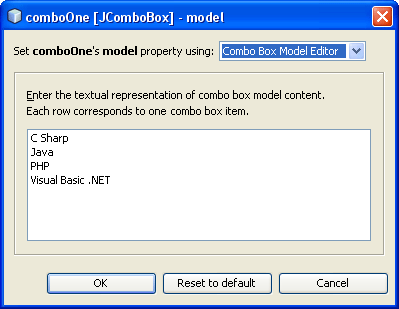 comboOne [JComboBox] - model
Set comboOne's model property using: Combo Box Model Editor
Enter the textual representation of combo box model content.
Each row corresponds to one combo box item.
C Sharp
Java
PHP
Visual Basic .NET
OK Reset to default Cancel